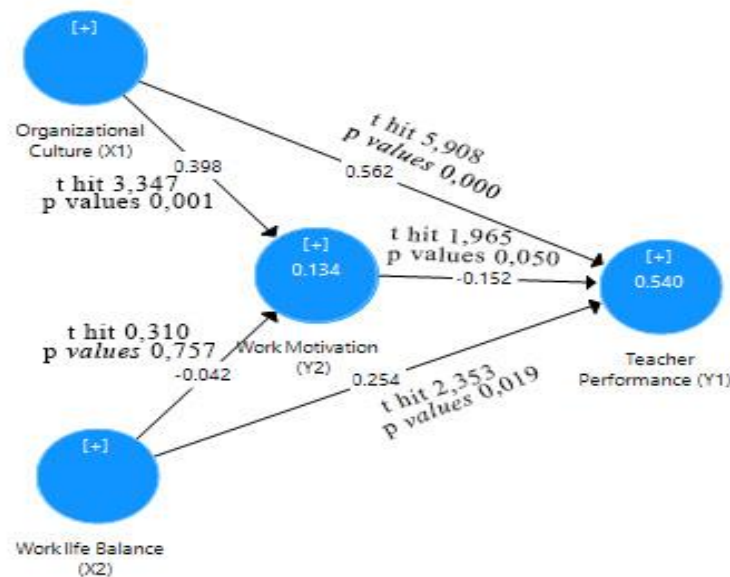 [+]
Organizational
Culture (X1)
t hit 5,908
p values 0,000
0.562
0.398
t hit 3,347
p values 0,001
[+]
0.134
Work Motivation
(Y2)
t hit 1,965
p values 0,050
-0.152
[+]
0.540
Teacher
Performance (Y1)
t hit 0,310
p values 0,757
-0.042
0.254
t hit 2,353
p values 0,019
[+]
Work life Balance
(X2)